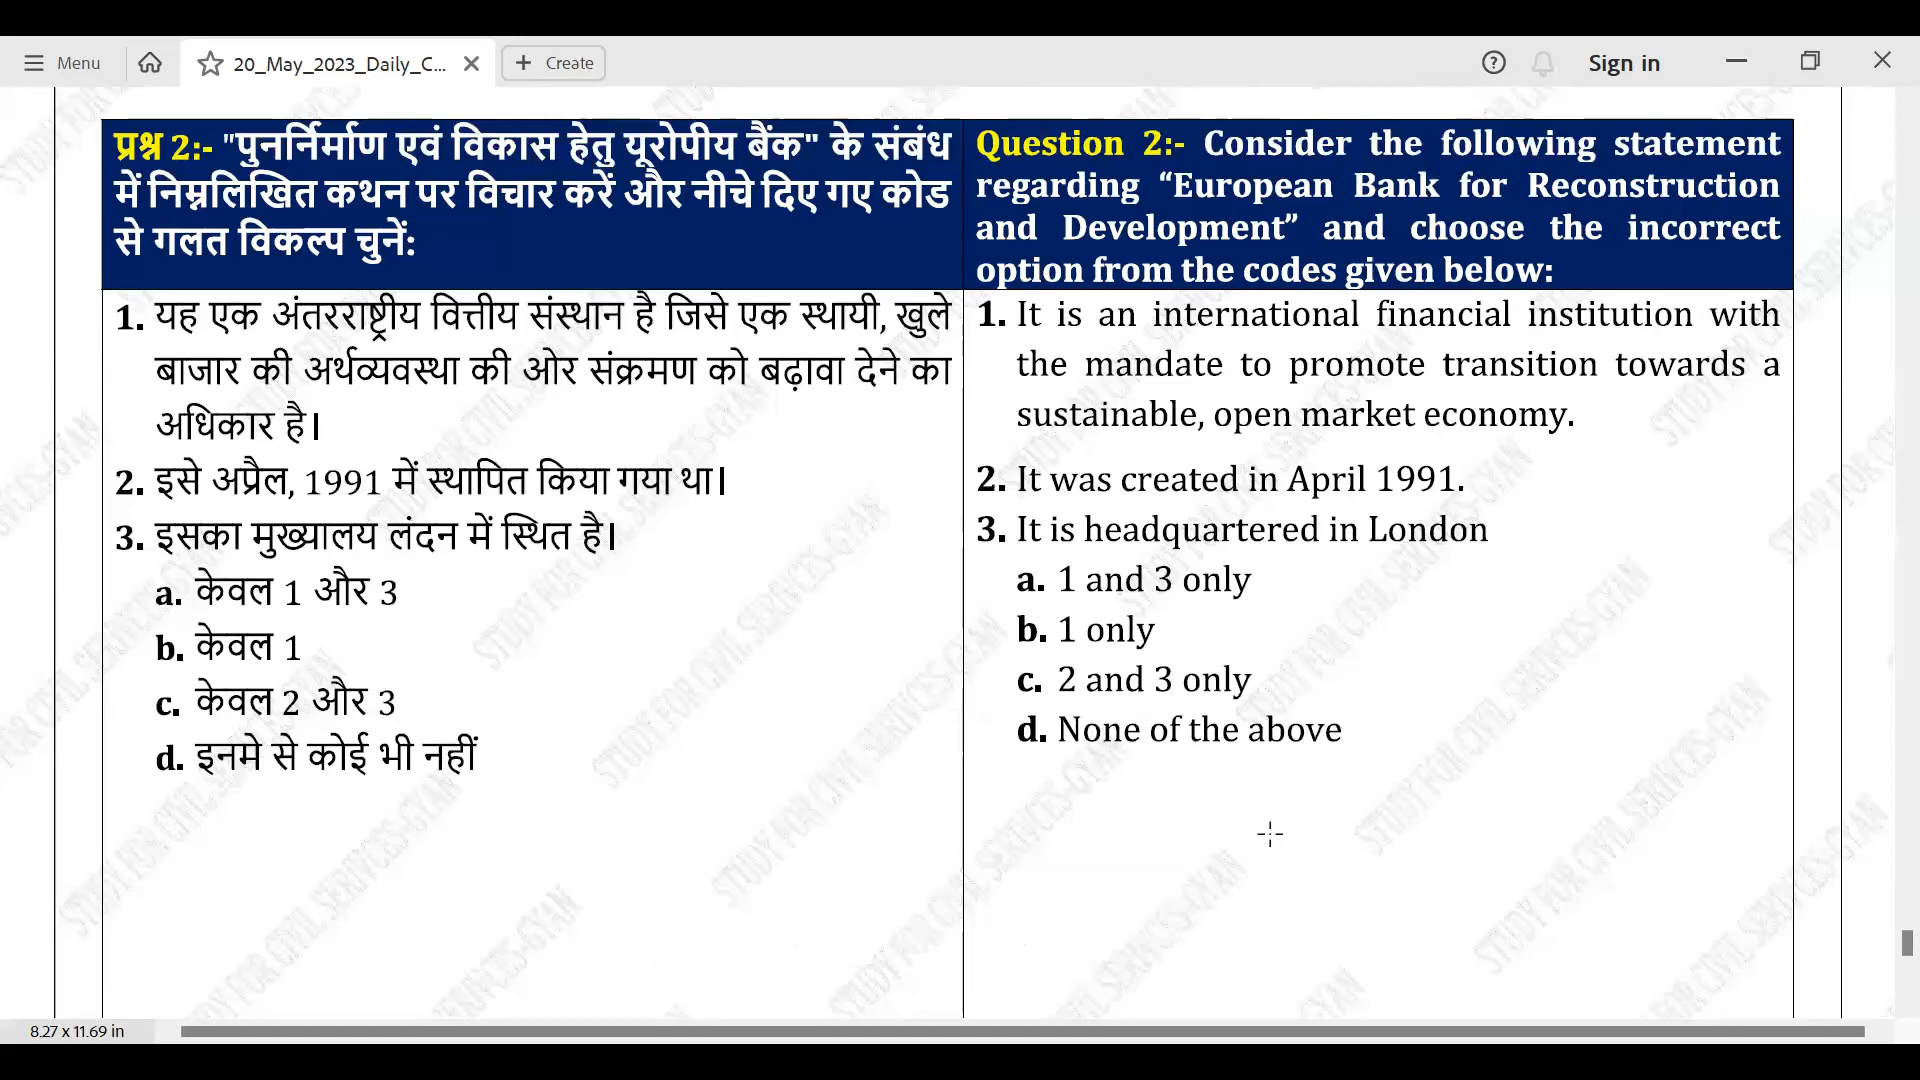 Menu
20_May_2023_Daily_C...
Create
Sign in
प्रश्न 2:- "पुनर्निर्माण एवं विकास हेतु यूरोपीय बैंक" के संबंध
में निम्नलिखित कथन पर विचार करें और नीचे दिए गए कोड
से गलत विकल्प चुनें:
1. यह एक अंतरराष्ट्रीय वित्तीय संस्थान है जिसे एक स्थायी, खुले
बाजार की अर्थव्यवस्था की ओर संक्रमण को बढ़ावा देने का
अधिकार है।
2. इसे अप्रैल, 1991 में स्थापित किया गया था।
3. इसका मुख्यालय लंदन में स्थित है।
a. केवल 1 और 3
b. केवल 1
c. केवल 2 और 3
d. इनमे से कोई भी नहीं
Question 2:- Consider the following statement
regarding “European Bank for Reconstruction
and Development” and choose the incorrect
option from the codes given below:
1. It is an international financial institution with
the mandate to promote transition towards a
sustainable, open market economy.
2. It was created in April 1991.
3. It is headquartered in London
a. 1 and 3 only
b. 1 only
c. 2 and 3 only
d. None of the above
STUDY FOR CIVIL SERIVCES-GYAN
8.27 x 11.69 in